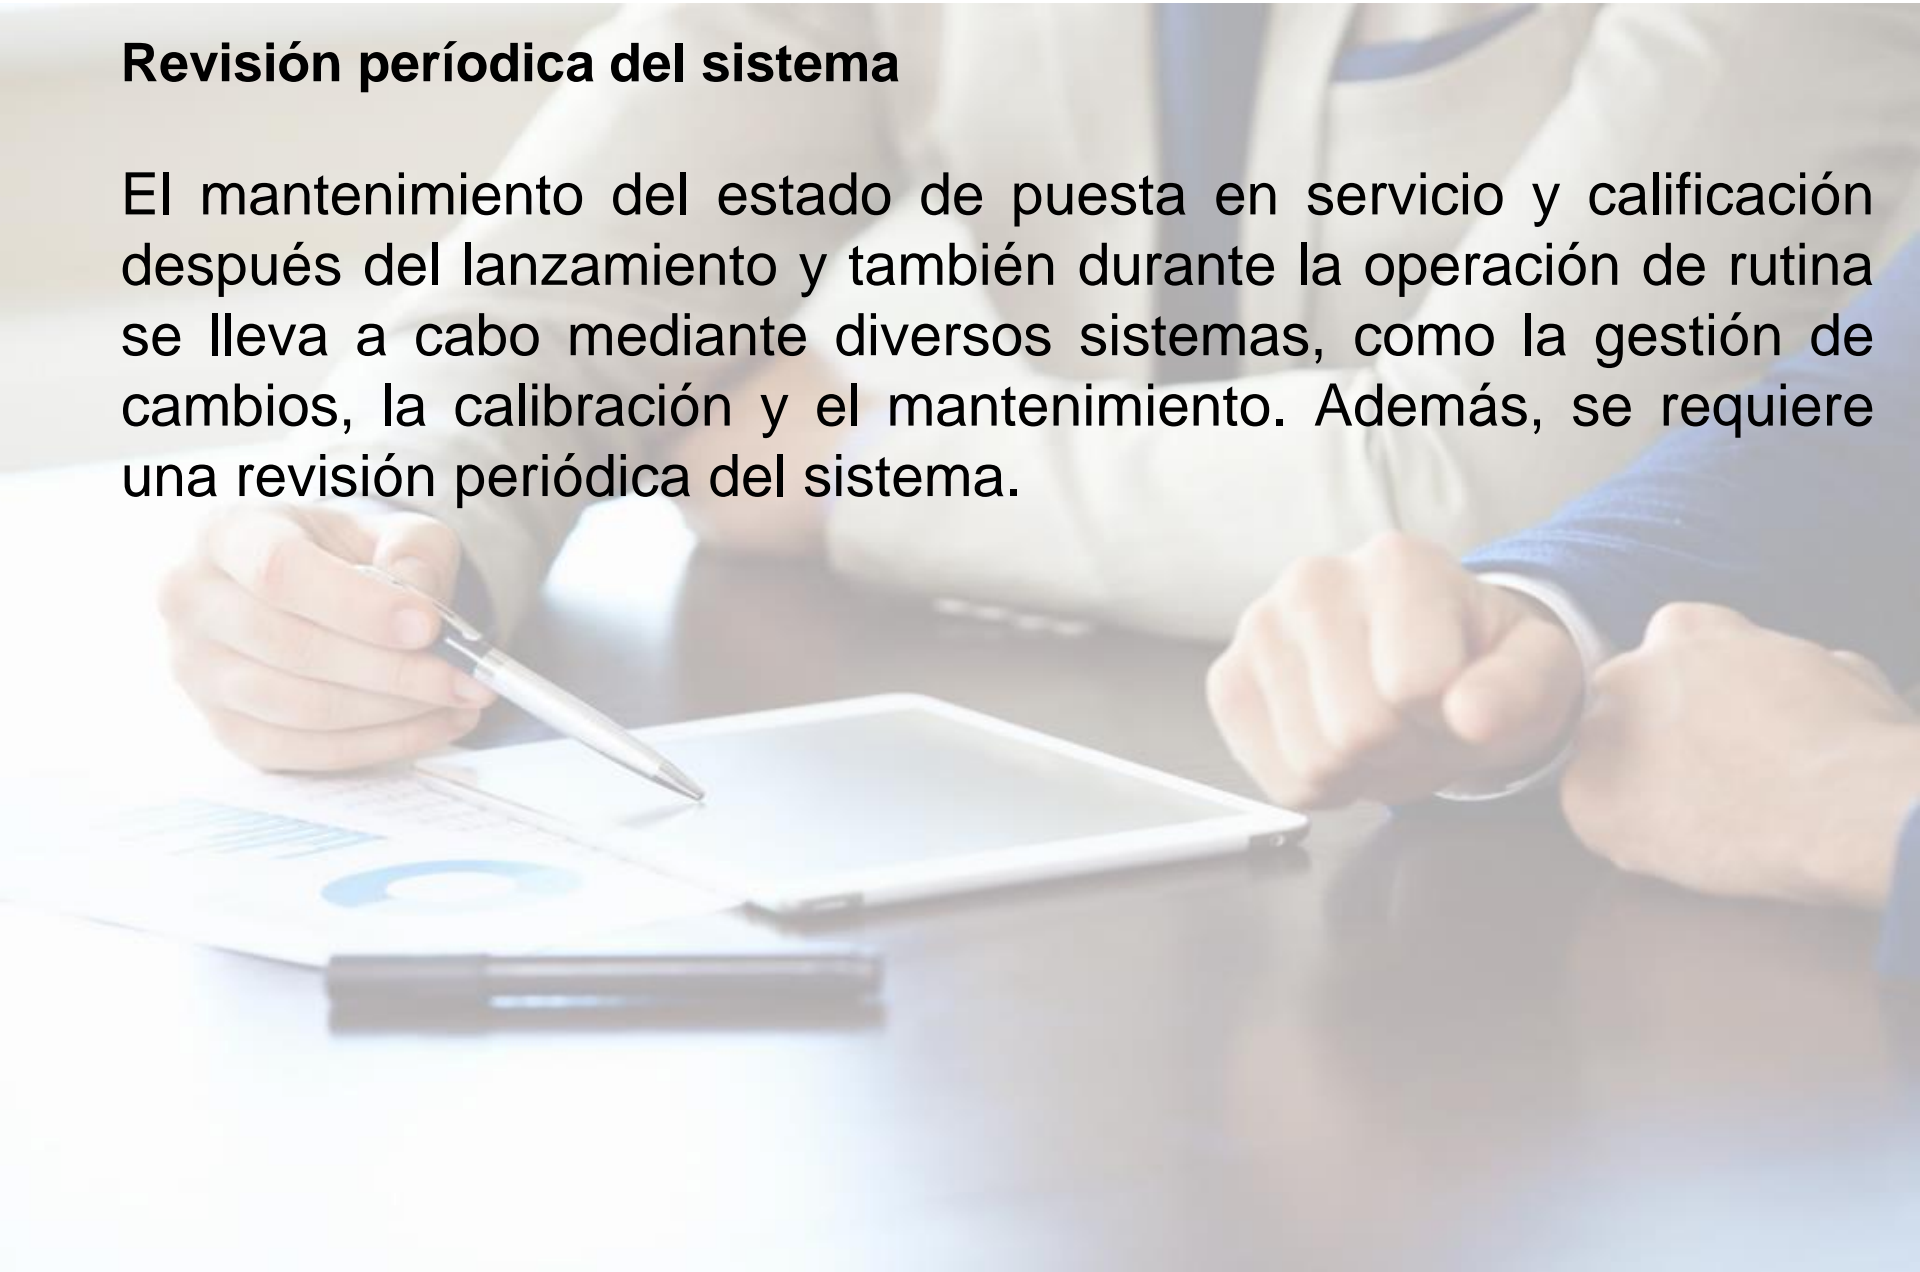 Revisión períodica del sistema
El mantenimiento del estado de puesta en servicio y calificación
después del lanzamiento y también durante la operación de rutina
se lleva a cabo mediante diversos sistemas, como la gestión de
cambios, la calibración y el mantenimiento. Además, se requiere
una revisión periódica del sistema.